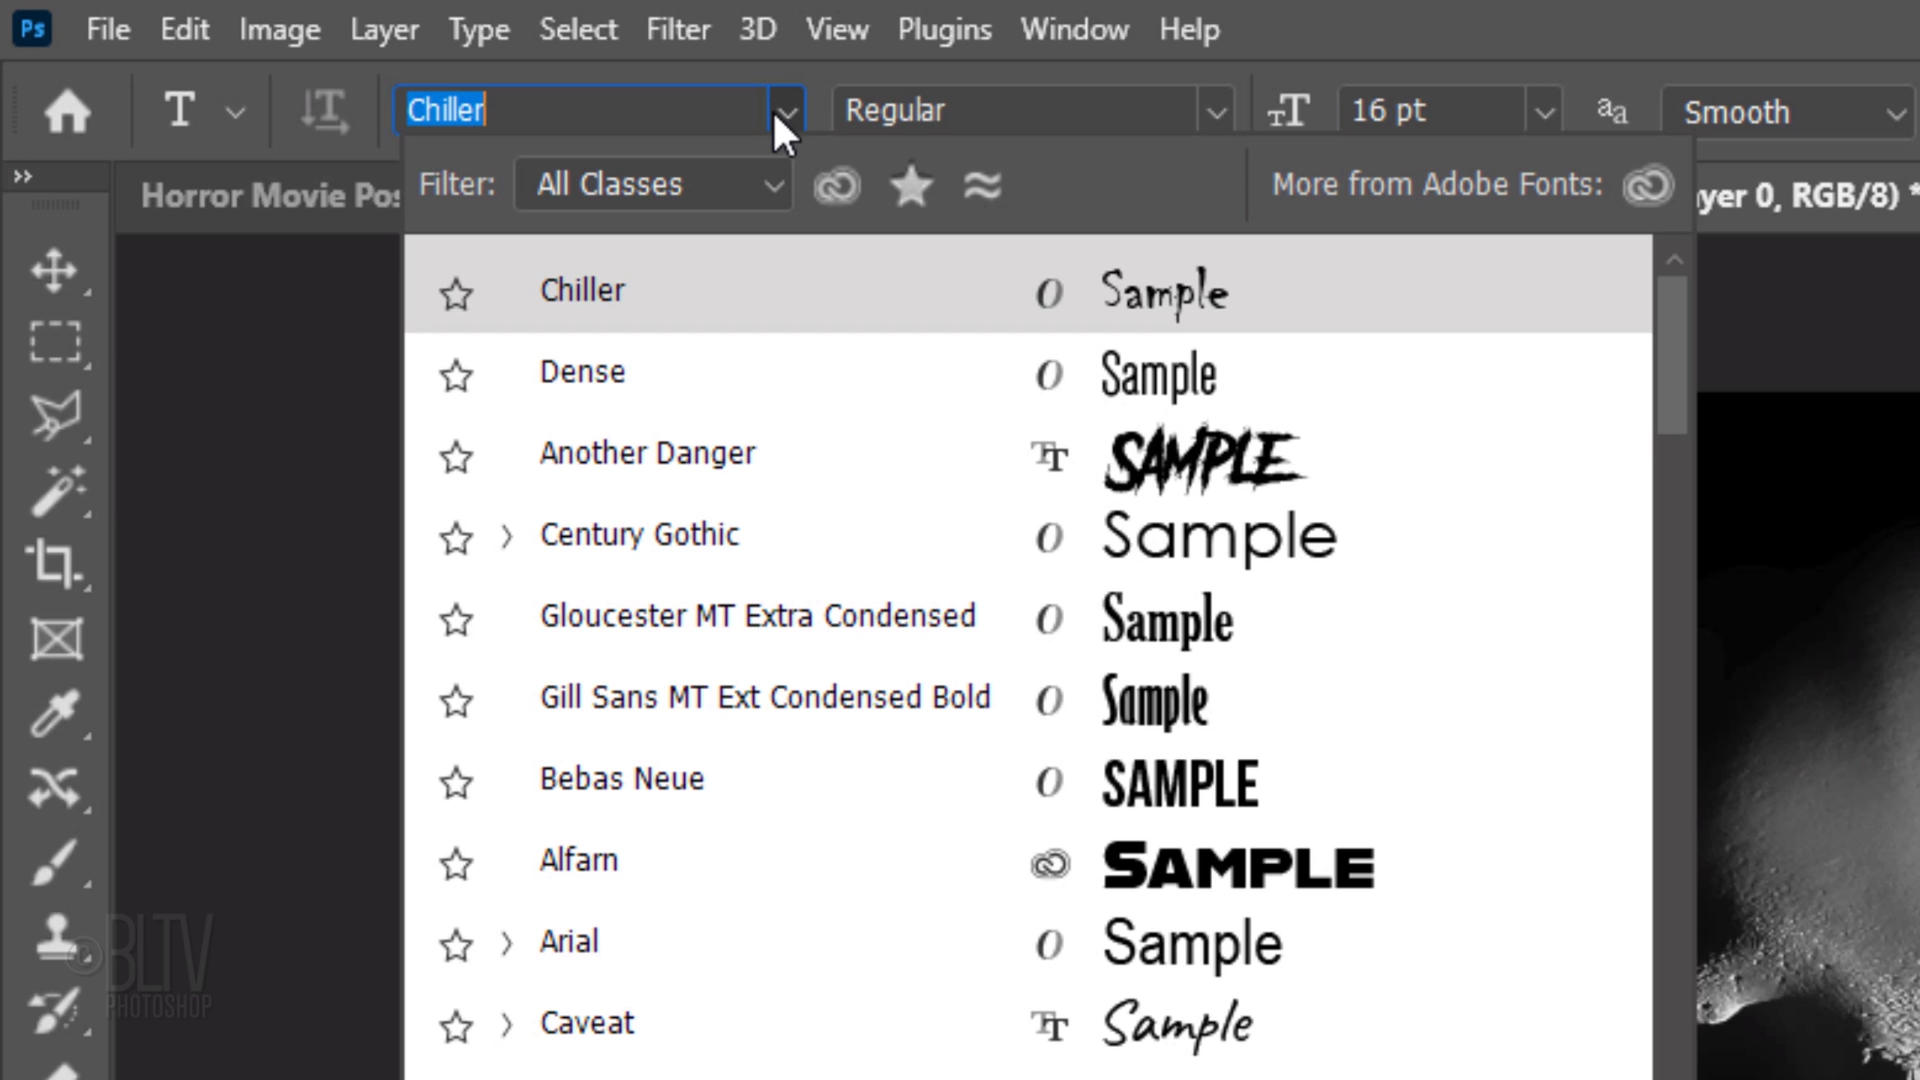 Ps File Edit Image Layer Type Select Filter 3D View Plugins Window Help
T Chiller Regular 16 pt aa Smooth
Filter: All Classes More from Adobe Fonts:
Horror Movie Pos yer 0, RGB/8) *
Chiller O Sample
Dense O Sample
Another Danger TT SAMPLE
Century Gothic O Sample
Gloucester MT Extra Condensed O Sample
Gill Sans MT Ext Condensed Bold O Sample
Bebas Neue O SAMPLE
Alfarn SAMPLE
Arial O Sample
Caveat TT Sample
© BLTV
PHOTOSHOP